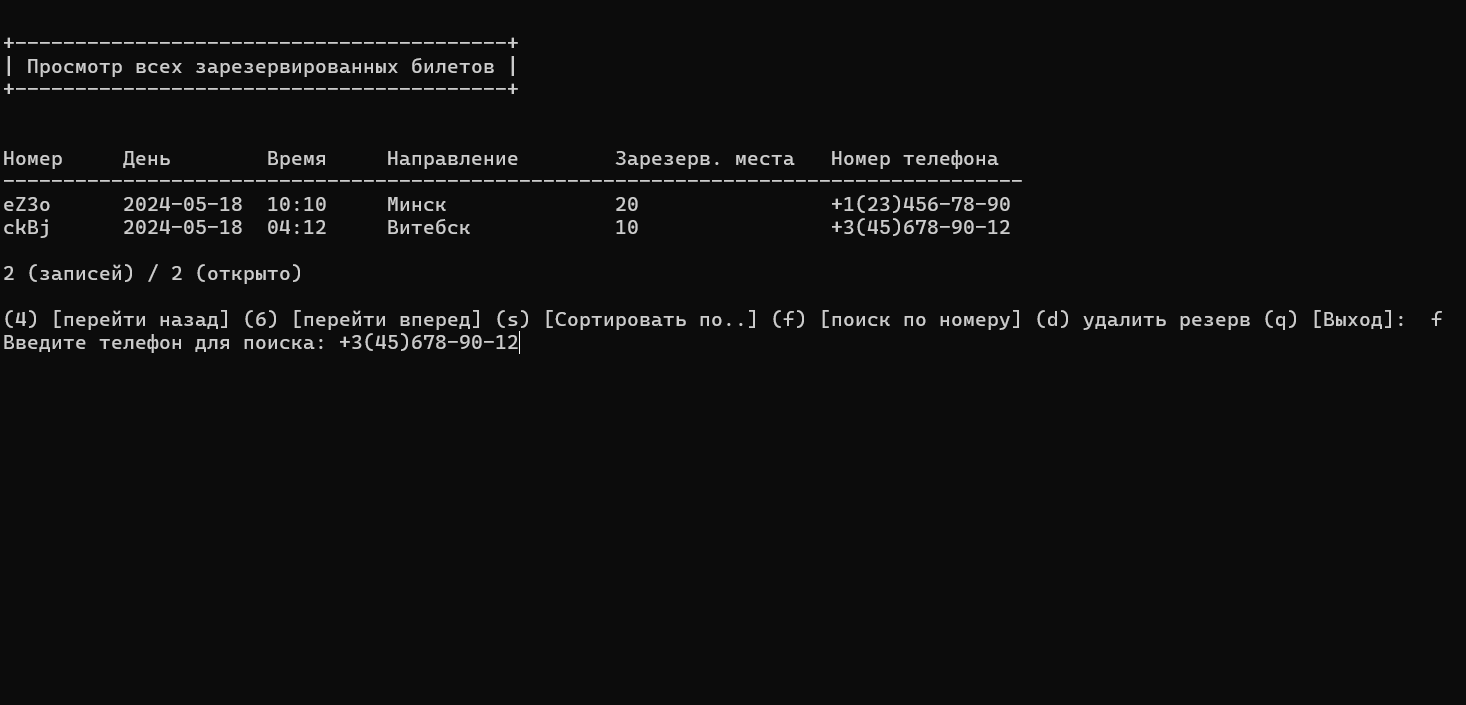 +-----------------------------------------+
| Просмотр всех зарезервированных билетов |
+-----------------------------------------+
Номер     День        Время     Направление        Зарезерв. места   Номер телефона
-------------------------------------------------------------------------------------
eZ3o      2024-05-18  10:10     Минск              20                +1(23)456-78-90
ckBj      2024-05-18  04:12     Витебск            10                +3(45)678-90-12
2 (записей) / 2 (открыто)
(4) [перейти назад] (6) [перейти вперед] (s) [Сортировать по..] (f) [поиск по номеру] (d) удалить резерв (q) [Выход]:  f
Введите телефон для поиска: +3(45)678-90-12